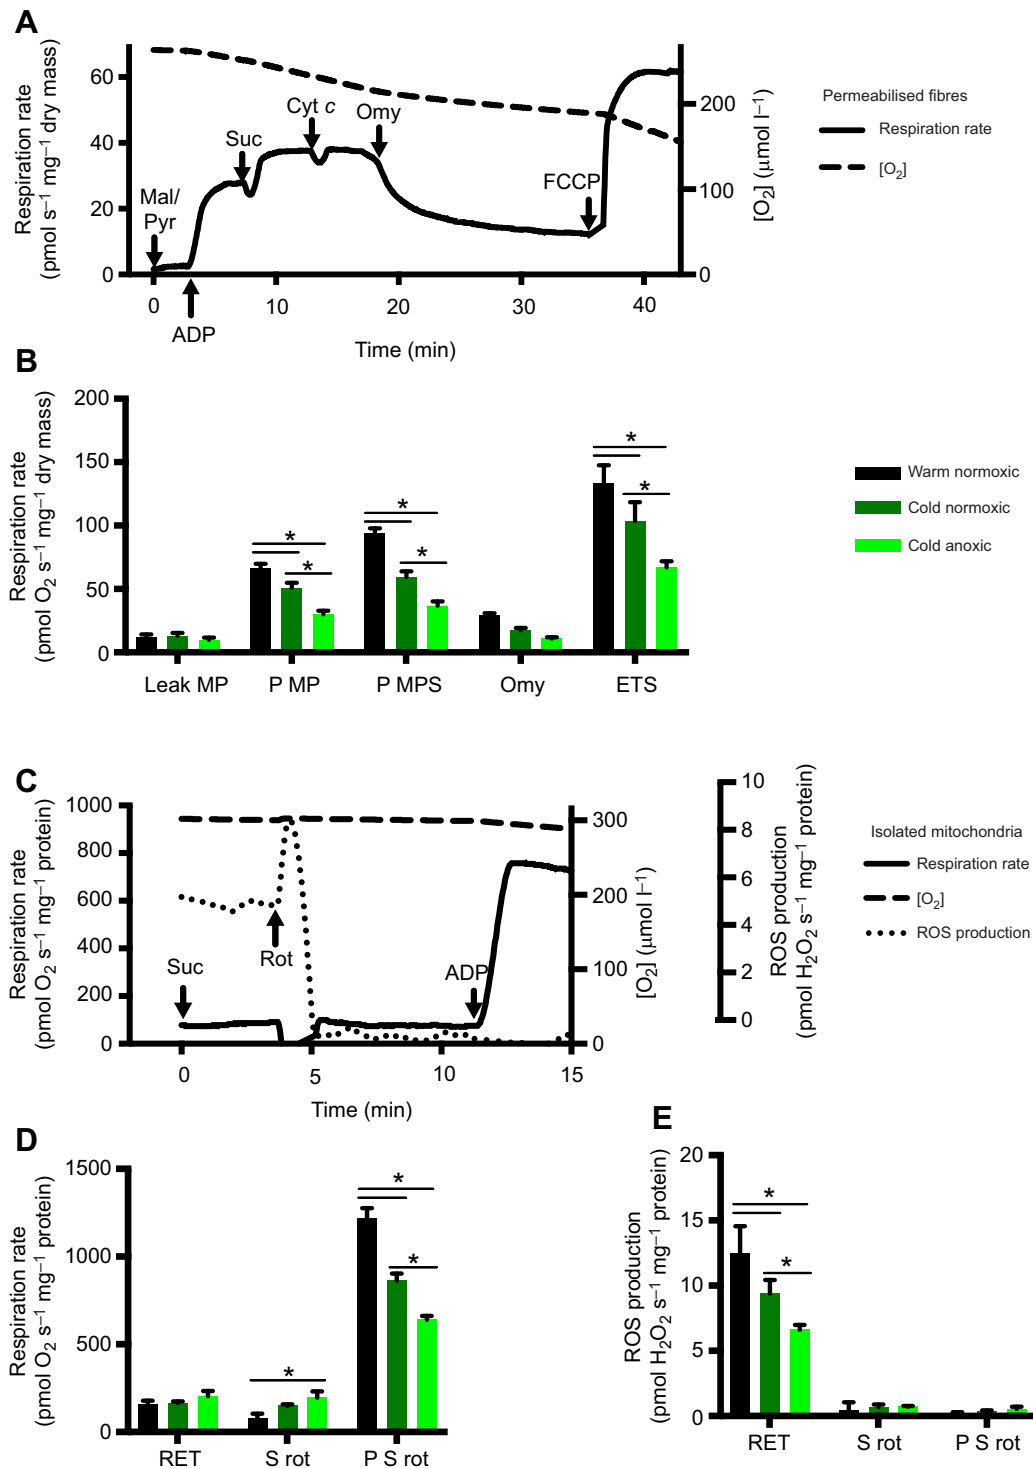 A
Respiration rate
(pmol s⁻¹ mg⁻¹ dry mass)
60
40
20
0
Mal/
Pyr
ADP
Suc
Cyt c
Omy
FCCP
200
100
0
[O₂] (μmol l⁻¹)
0
10
20
30
40
Time (min)
Permeabilised fibres
Respiration rate
[O₂]
B
Respiration rate
(pmol O₂ s⁻¹ mg⁻¹ dry mass)
200
150
100
50
0
*
*
*
*
*
*
Leak MP
P MP
P MPS
Omy
ETS
Warm normoxic
Cold normoxic
Cold anoxic
C
Respiration rate
(pmol O₂ s⁻¹ mg⁻¹ protein)
1000
800
600
400
200
0
Suc
Rot
ADP
300
200
100
0
[O₂] (μmol l⁻¹)
0
5
10
15
Time (min)
ROS production
(pmol H₂O₂ s⁻¹ mg⁻¹ protein)
10
8
6
4
2
0
Isolated mitochondria
Respiration rate
[O₂]
ROS production
D
Respiration rate
(pmol O₂ s⁻¹ mg⁻¹ protein)
1500
1000
500
0
*
*
*
RET
S rot
P S rot
E
ROS production
(pmol H₂O₂ s⁻¹ mg⁻¹ protein)
20
15
10
5
0
*
*
RET
S rot
P S rot